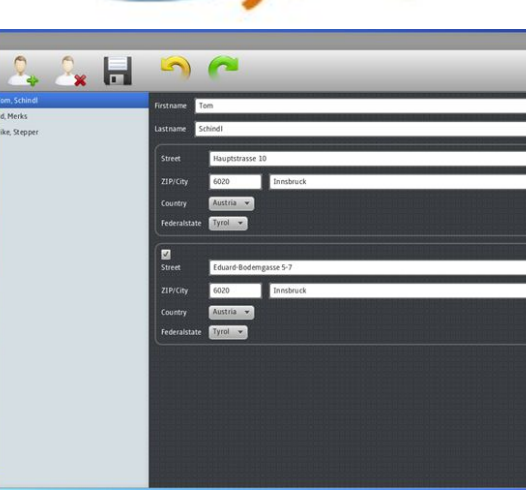 om, Schindl
d, Merks
ike, Stepper
Firstname Tom
Lastname Schindl
Street Hauptstrasse 10
ZIP/City 6020 Innsbruck
Country Austria
Federalstate Tyrol
Street Eduard-Bodemgasse 5-7
ZIP/City 6020 Innsbruck
Country Austria
Federalstate Tyrol